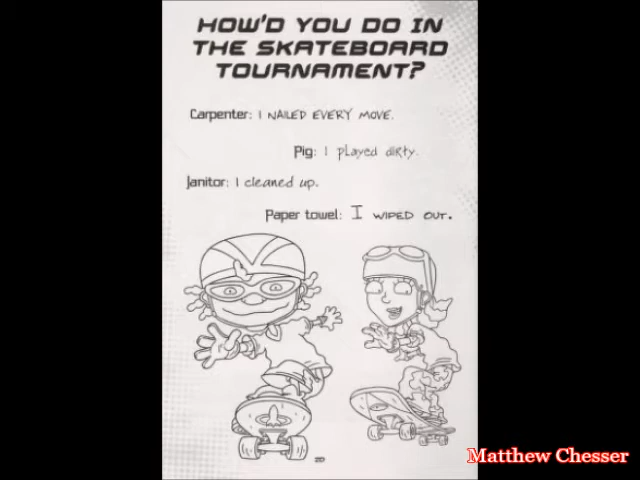 HOW'D YOU DO IN
THE SKATEBOARD
TOURNAMENT?
Carpenter: I NAILED EVERY MOVE.
Pig: I played dirty.
Janitor: I cleaned up.
Paper towel: I WIPED OUT.
20
Matthew Chesser